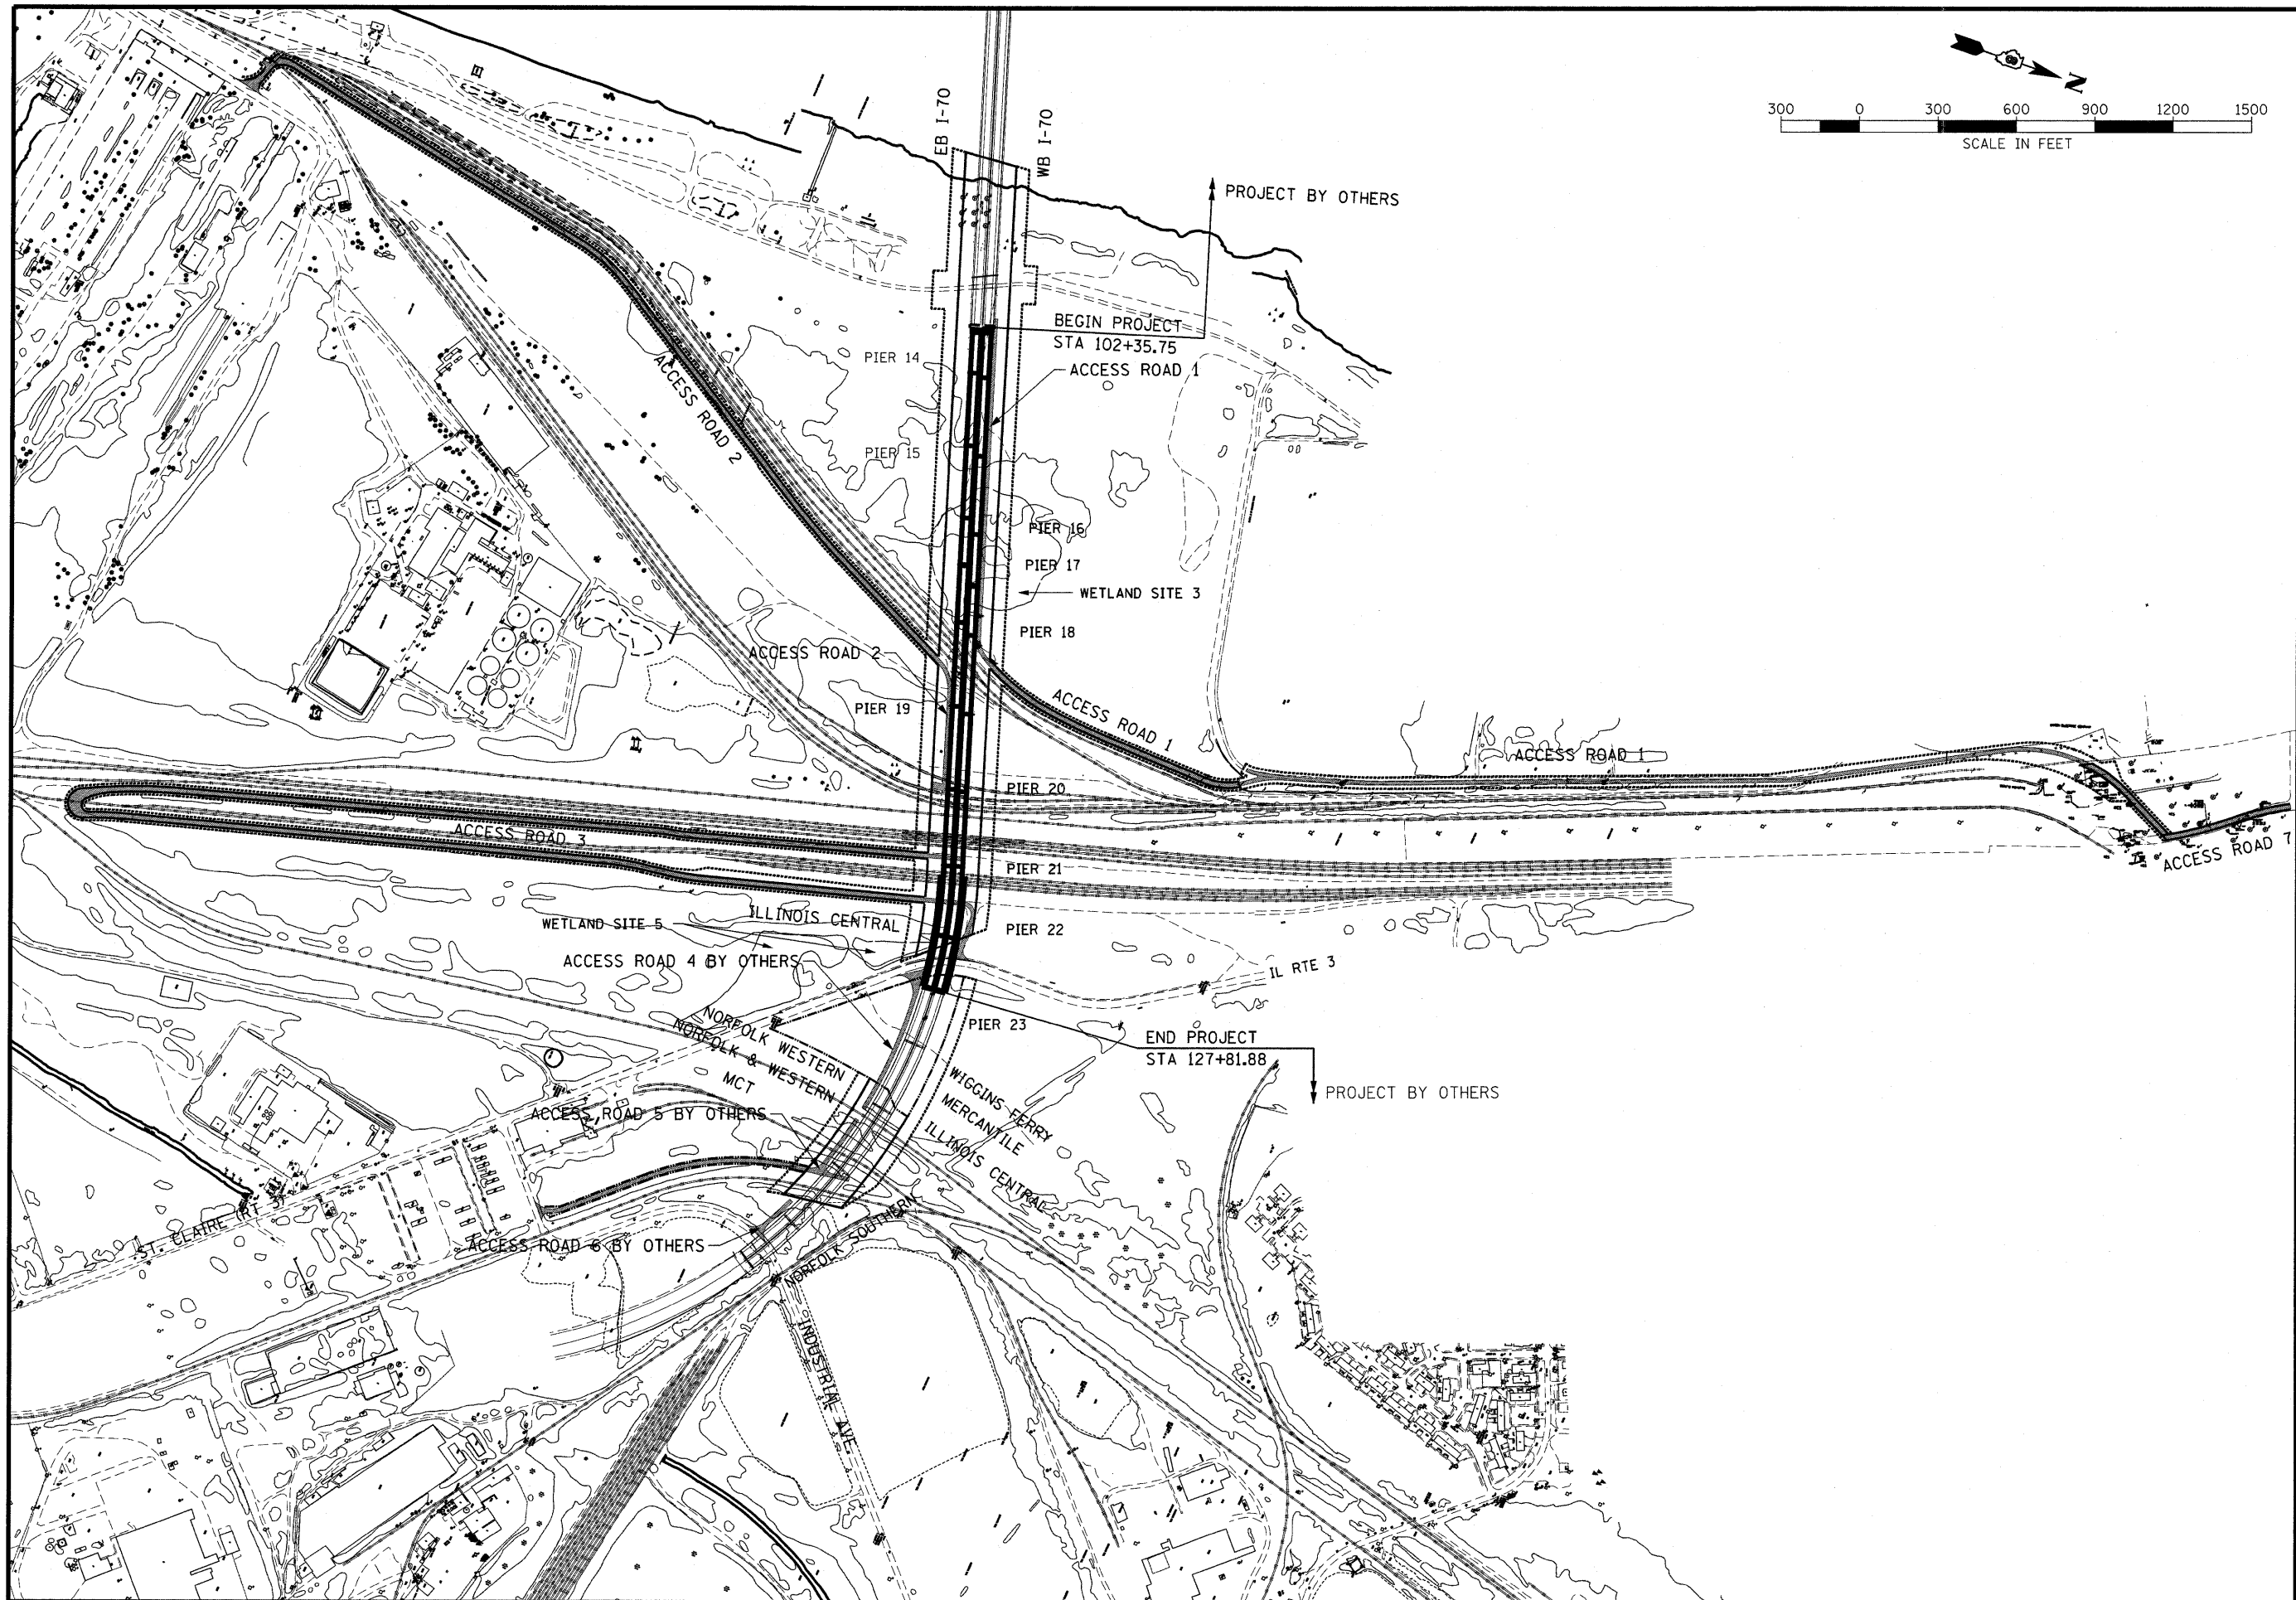 N
300 0 300 600 900 1200 1500
SCALE IN FEET
EB I-70
WB I-70
PROJECT BY OTHERS
BEGIN PROJECT
STA 102+35.75
ACCESS ROAD 1
PIER 14
ACCESS ROAD 2
PIER 15
PIER 16
PIER 17
WETLAND SITE 3
PIER 18
ACCESS ROAD 2
PIER 19
ACCESS ROAD 1
ACCESS ROAD 1
PIER 20
ACCESS ROAD 3
ACCESS ROAD 7
PIER 21
WETLAND SITE 5
ILLINOIS CENTRAL
PIER 22
ACCESS ROAD 4 BY OTHERS
IL RTE 3
NORFOLK WESTERN
NORFOLK & WESTERN
MCT
PIER 23
END PROJECT
STA 127+81.88
PROJECT BY OTHERS
WIGGINS FERRY
MERCANTILE
ILLINOIS CENTRAL
ACCESS ROAD 5 BY OTHERS
ST. CLAIRE (RT 3)
ACCESS ROAD 6 BY OTHERS
NORFOLK SOUTHERN
INDUSTRIAL AVE.